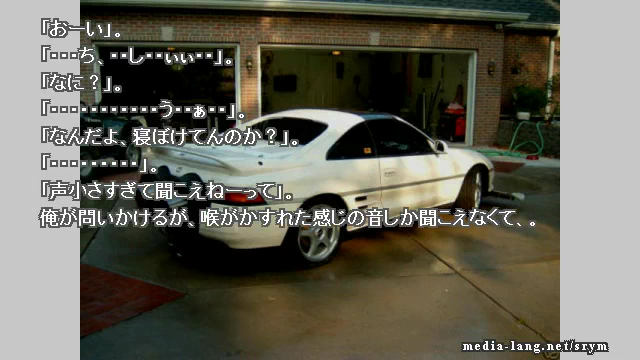 「おーい」。
「・・・ち、・・し・・ぃぃ・・」。
「なに？」。
「・・・・・・・・・・・う・・ぁ・・」。
「なんだよ、寝ぼけてんのか？」。
「・・・・・・・・・」。
「声小さすぎて聞こえねーって」。
俺が問いかけるが、喉がかすれた感じの音しか聞こえなくて、。
media-lang.net/srym